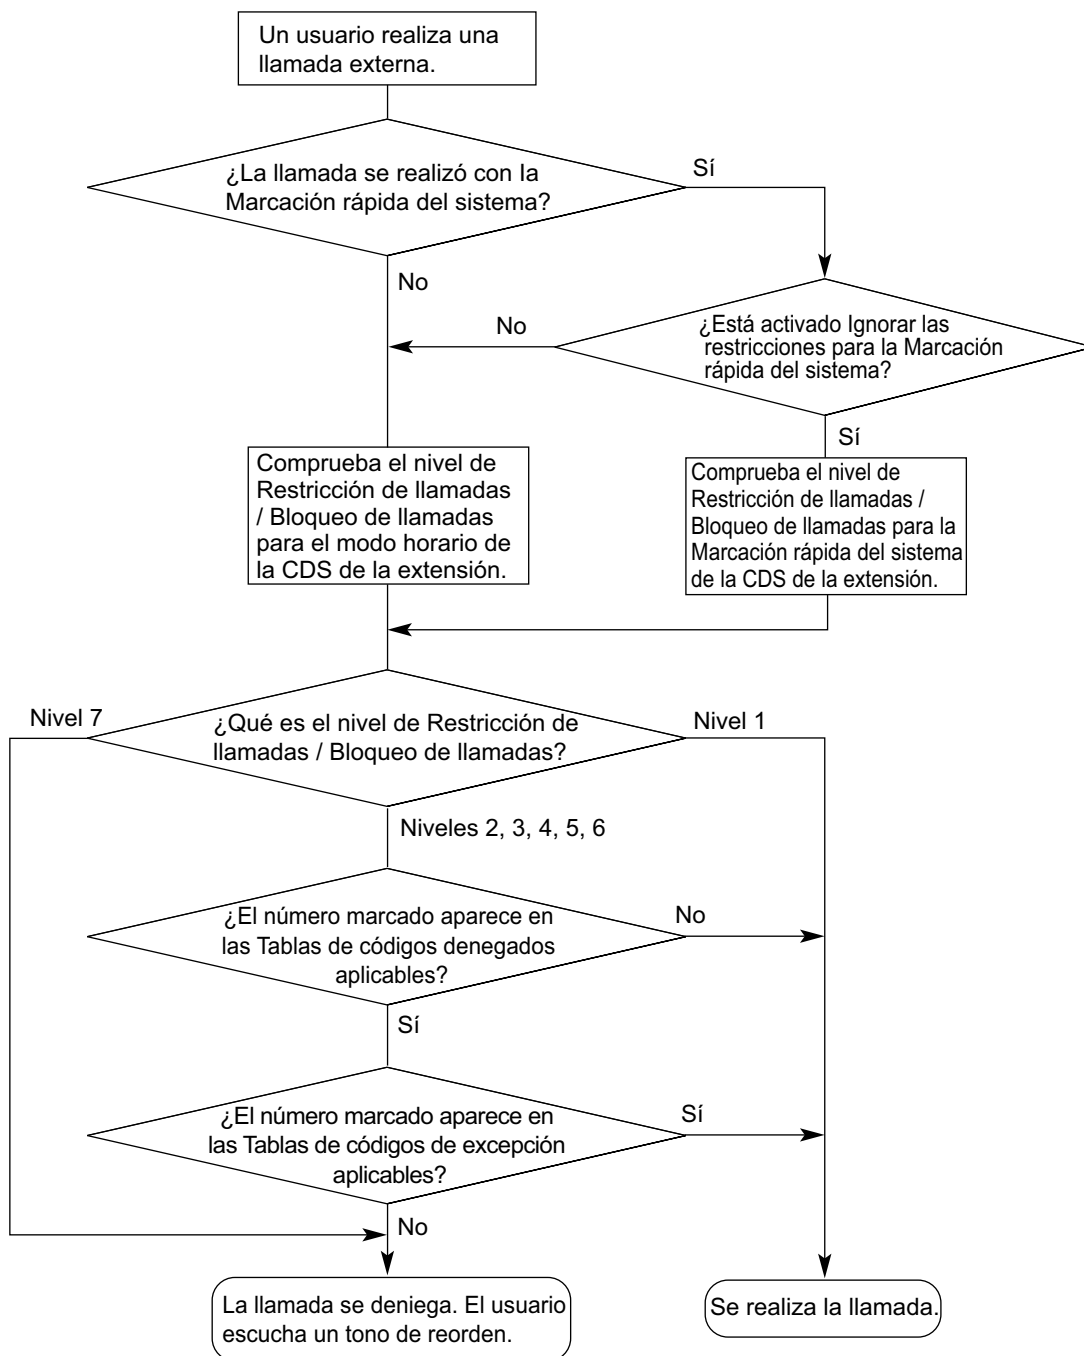 Un usuario realiza una
llamada externa.
¿La llamada se realizó con la
Marcación rápida del sistema?
Sí
No
¿Está activado Ignorar las
restricciones para la Marcación
rápida del sistema?
No
Sí
Comprueba el nivel de
Restricción de llamadas
/ Bloqueo de llamadas
para el modo horario de
la CDS de la extensión.
Comprueba el nivel de
Restricción de llamadas /
Bloqueo de llamadas para la
Marcación rápida del sistema
de la CDS de la extensión.
Nivel 7
¿Qué es el nivel de Restricción de
llamadas / Bloqueo de llamadas?
Nivel 1
Niveles 2, 3, 4, 5, 6
¿El número marcado aparece en
las Tablas de códigos denegados
aplicables?
No
Sí
¿El número marcado aparece en
las Tablas de códigos de excepción
aplicables?
Sí
No
La llamada se deniega. El usuario
escucha un tono de reorden.
Se realiza la llamada.